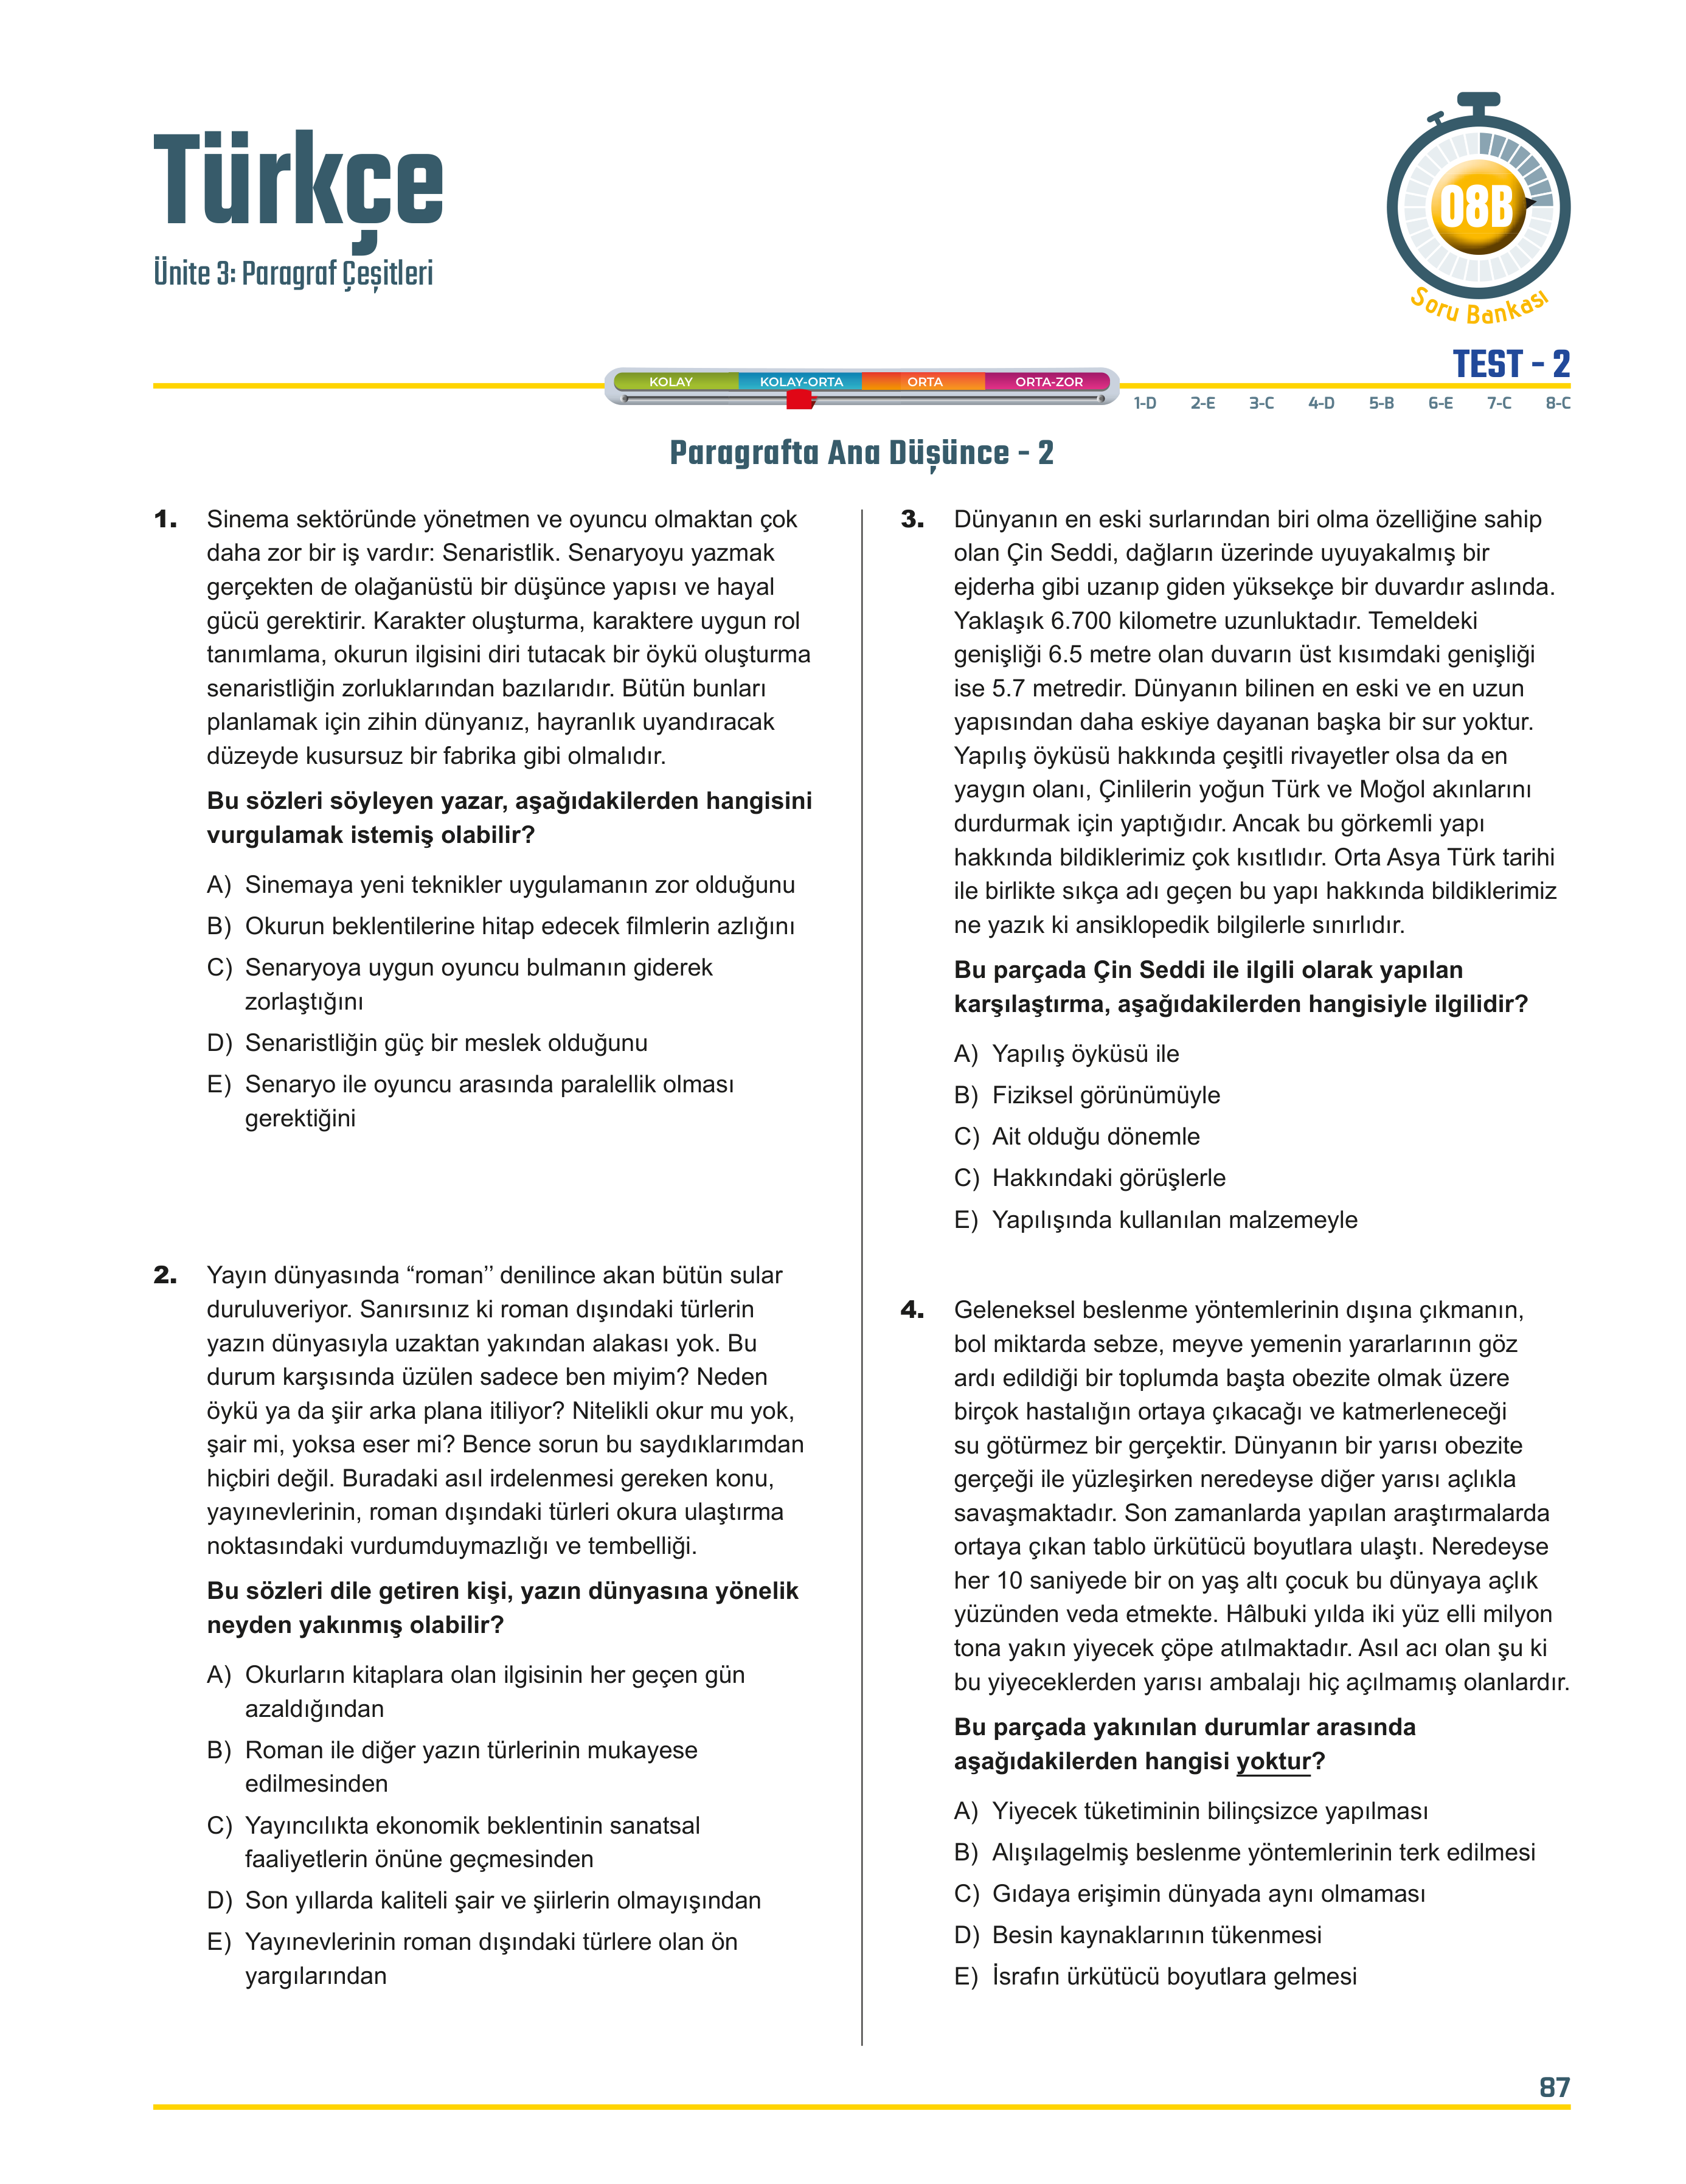 Türkçe
Ünite 3: Paragraf Çeşitleri
08B
Soru Bankası
TEST - 2
KOLAY KOLAY-ORTA ORTA ORTA-ZOR
1-D 2-E 3-C 4-D 5-B 6-E 7-C 8-C
Paragrafta Ana Düşünce - 2
1. Sinema sektöründe yönetmen ve oyuncu olmaktan çok
daha zor bir iş vardır: Senaristlik. Senaryoyu yazmak
gerçekten de olağanüstü bir düşünce yapısı ve hayal
gücü gerektirir. Karakter oluşturma, karaktere uygun rol
tanımlama, okurun ilgisini diri tutacak bir öykü oluşturma
senaristliğin zorluklarından bazılarıdır. Bütün bunları
planlamak için zihin dünyanız, hayranlık uyandıracak
düzeyde kusursuz bir fabrika gibi olmalıdır.
Bu sözleri söyleyen yazar, aşağıdakilerden hangisini
vurgulamak istemiş olabilir?
A) Sinemaya yeni teknikler uygulamanın zor olduğunu
B) Okurun beklentilerine hitap edecek filmlerin azlığını
C) Senaryoya uygun oyuncu bulmanın giderek
zorlaştığını
D) Senaristliğin güç bir meslek olduğunu
E) Senaryo ile oyuncu arasında paralellik olması
gerektiğini
2. Yayın dünyasında “roman’’ denilince akan bütün sular
duruluveriyor. Sanırsınız ki roman dışındaki türlerin
yazın dünyasıyla uzaktan yakından alakası yok. Bu
durum karşısında üzülen sadece ben miyim? Neden
öykü ya da şiir arka plana itiliyor? Nitelikli okur mu yok,
şair mi, yoksa eser mi? Bence sorun bu saydıklarımdan
hiçbiri değil. Buradaki asıl irdelenmesi gereken konu,
yayınevlerinin, roman dışındaki türleri okura ulaştırma
noktasındaki vurdumduymazlığı ve tembelliği.
Bu sözleri dile getiren kişi, yazın dünyasına yönelik
neyden yakınmış olabilir?
A) Okurların kitaplara olan ilgisinin her geçen gün
azaldığından
B) Roman ile diğer yazın türlerinin mukayese
edilmesinden
C) Yayıncılıkta ekonomik beklentinin sanatsal
faaliyetlerin önüne geçmesinden
D) Son yıllarda kaliteli şair ve şiirlerin olmayışından
E) Yayınevlerinin roman dışındaki türlere olan ön
yargılarından
3. Dünyanın en eski surlarından biri olma özelliğine sahip
olan Çin Seddi, dağların üzerinde uyuyakalmış bir
ejderha gibi uzanıp giden yüksekçe bir duvardır aslında.
Yaklaşık 6.700 kilometre uzunluktadır. Temeldeki
genişliği 6.5 metre olan duvarın üst kısımdaki genişliği
ise 5.7 metredir. Dünyanın bilinen en eski ve en uzun
yapısından daha eskiye dayanan başka bir sur yoktur.
Yapılış öyküsü hakkında çeşitli rivayetler olsa da en
yaygın olanı, Çinlilerin yoğun Türk ve Moğol akınlarını
durdurmak için yaptığıdır. Ancak bu görkemli yapı
hakkında bildiklerimiz çok kısıtlıdır. Orta Asya Türk tarihi
ile birlikte sıkça adı geçen bu yapı hakkında bildiklerimiz
ne yazık ki ansiklopedik bilgilerle sınırlıdır.
Bu parçada Çin Seddi ile ilgili olarak yapılan
karşılaştırma, aşağıdakilerden hangisiyle ilgilidir?
A) Yapılış öyküsü ile
B) Fiziksel görünümüyle
C) Ait olduğu dönemle
C) Hakkındaki görüşlerle
E) Yapılışında kullanılan malzemeyle
4. Geleneksel beslenme yöntemlerinin dışına çıkmanın,
bol miktarda sebze, meyve yemenin yararlarının göz
ardı edildiği bir toplumda başta obezite olmak üzere
birçok hastalığın ortaya çıkacağı ve katmerleneceği
su götürmez bir gerçektir. Dünyanın bir yarısı obezite
gerçeği ile yüzleşirken neredeyse diğer yarısı açlıkla
savaşmaktadır. Son zamanlarda yapılan araştırmalarda
ortaya çıkan tablo ürkütücü boyutlara ulaştı. Neredeyse
her 10 saniyede bir on yaş altı çocuk bu dünyaya açlık
yüzünden veda etmekte. Hâlbuki yılda iki yüz elli milyon
tona yakın yiyecek çöpe atılmaktadır. Asıl acı olan şu ki
bu yiyeceklerden yarısı ambalajı hiç açılmamış olanlardır.
Bu parçada yakınılan durumlar arasında
aşağıdakilerden hangisi yoktur?
A) Yiyecek tüketiminin bilinçsizce yapılması
B) Alışılagelmiş beslenme yöntemlerinin terk edilmesi
C) Gıdaya erişimin dünyada aynı olmaması
D) Besin kaynaklarının tükenmesi
E) İsrafın ürkütücü boyutlara gelmesi
87